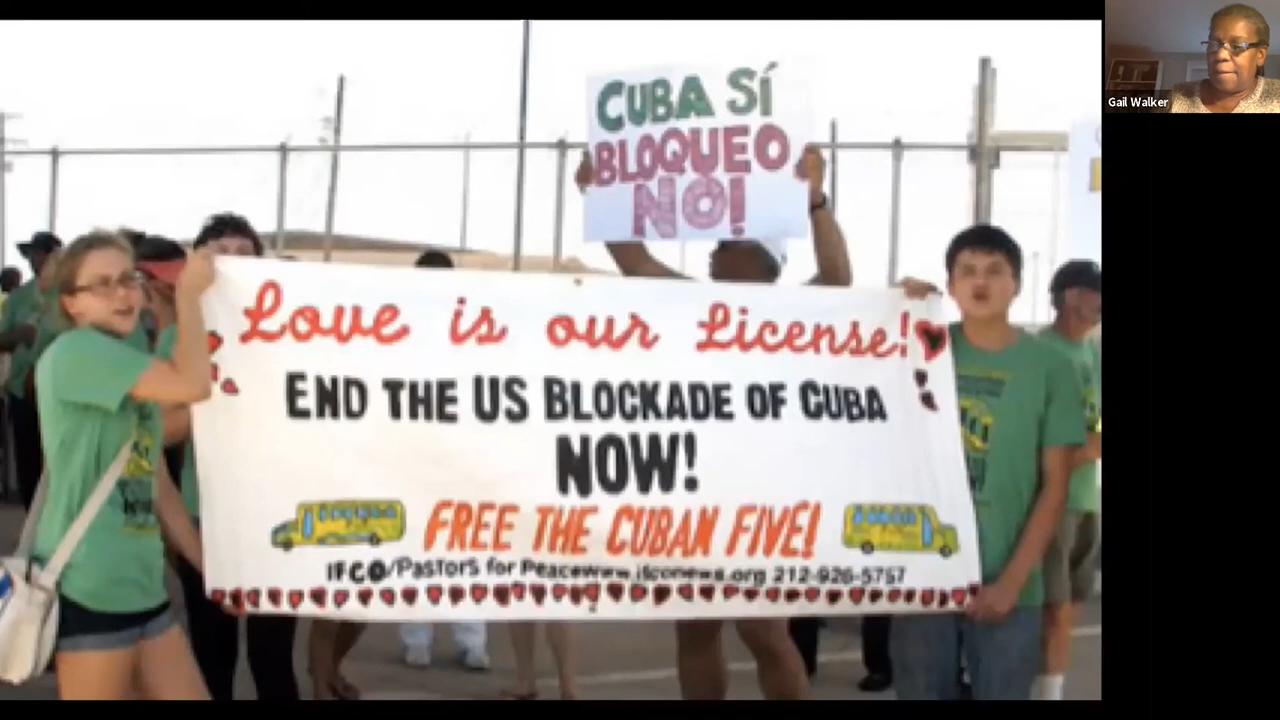 CUBA SÍ
BLOQUEO
NO!
Love is our License!
END THE US BLOCKADE OF CUBA
NOW!
FREE THE CUBAN FIVE!
IFCO/Pastors for Peace www.ifconews.org 212-926-5757
Gail Walker